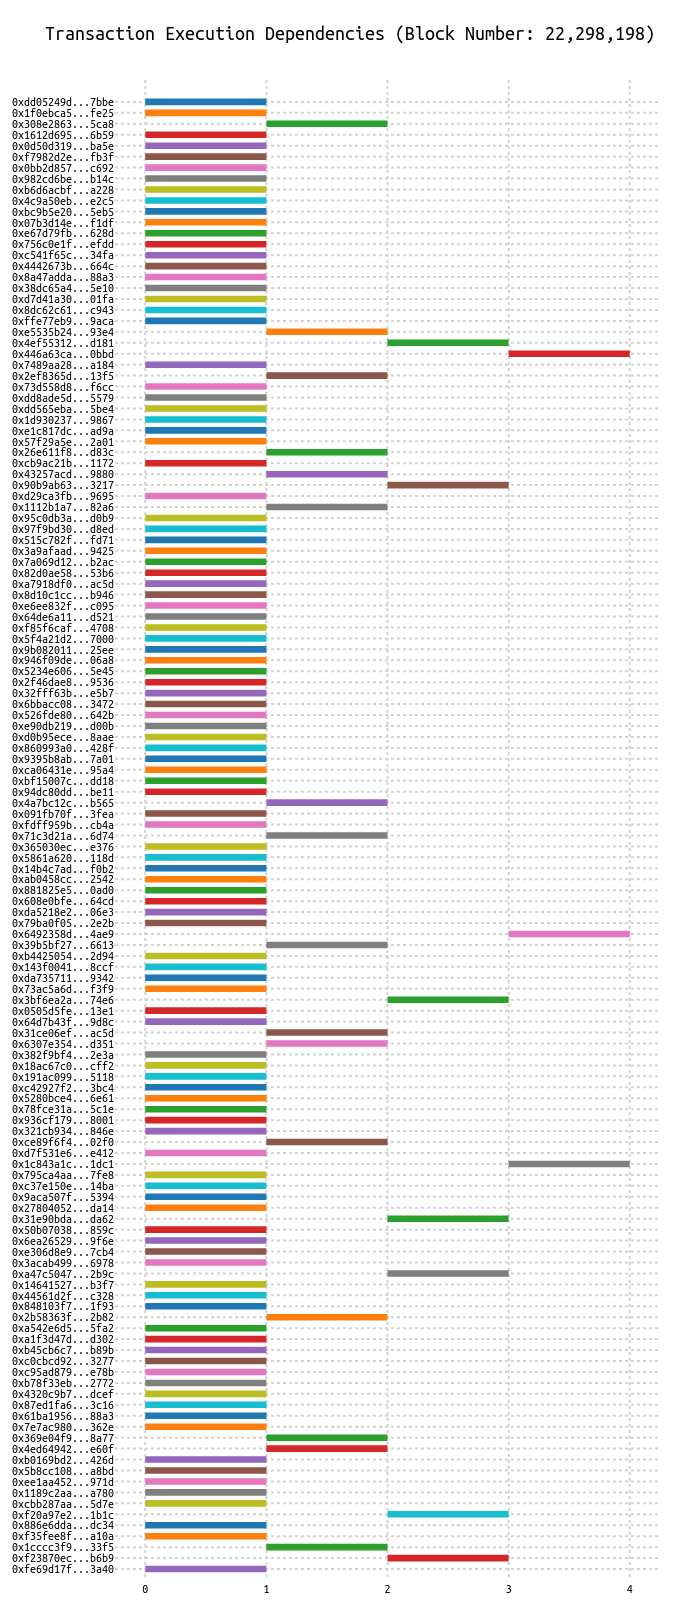 Transaction Execution Dependencies (Block Number: 22,298,198)
0xdd05249d...7bbe
0x1f0ebca5...fe25
0x308e2863...5ca8
0x1612d695...6b59
0x0d50d319...ba5e
0xf7982d2e...fb3f
0x0bb2d857...c692
0x982cd6be...b14c
0xb6d6acbf...a228
0x4c9a50eb...e2c5
0xbc9b5e20...5eb5
0x07b3d14e...f1df
0xe67d79fb...628d
0x756c0e1f...efdd
0xc541f65c...34fa
0x4442673b...664c
0x8a47adda...88a3
0x38dc65a4...5e10
0xd7d41a30...01fa
0x8dc62c61...c943
0xffe77eb9...9aca
0xe5535b24...93e4
0x4ef55312...d181
0x446a63ca...0bbd
0x7489aa28...a184
0x2ef8365d...13f5
0x73d558d8...f6cc
0xdd8ade5d...5579
0xdd565eba...5be4
0x1d930237...9867
0xe1c817dc...ad9a
0x57f29a5e...2a01
0x26e611f8...d83c
0xcb9ac21b...1172
0x43257acd...9880
0x90b9ab63...3217
0xd29ca3fb...9695
0x1112b1a7...82a6
0x95c0db3a...d0b9
0x97f9bd30...d8ed
0x515c782f...fd71
0x3a9afaad...9425
0x7a069d12...b2ac
0x82d0ae58...53b6
0xa7918df0...ac5d
0x8d10c1cc...b946
0xe6ee832f...c095
0x64de6a11...d521
0xf85f6caf...4708
0x5f4a21d2...7000
0x9b082011...25ee
0x946f09de...06a8
0x5234e606...5e45
0x2f46dae8...9536
0x32fff63b...e5b7
0x6bbacc08...3472
0x526fde80...642b
0xe90db219...d00b
0xd0b95ece...8aae
0x860993a0...428f
0x9395b8ab...7a01
0xca06431e...95a4
0xbf15007c...dd18
0x94dc80dd...be11
0x4a7bc12c...b565
0x091fb70f...3fea
0xfdff959b...cb4a
0x71c3d21a...6d74
0x365030ec...e376
0x5861a620...118d
0x14b4c7ad...f0b2
0xab0458cc...2542
0x881825e5...0ad0
0x608e0bfe...64cd
0xda5218e2...06e3
0x79ba0f05...2e2b
0x6492358d...4ae9
0x39b5bf27...6613
0xb4425054...2d94
0x143f0041...8ccf
0xda735711...9342
0x73ac5a6d...f3f9
0x3bf6ea2a...74e6
0x0505d5fe...13e1
0x64d7b43f...9d8c
0x31ce06ef...ac5d
0x6307e354...d351
0x382f9bf4...2e3a
0x18ac67c0...cff2
0x191ac099...5118
0xc42927f2...3bc4
0x5280bce4...6e61
0x78fce31a...5c1e
0x936cf179...8001
0x321cb934...846e
0xce89f6f4...02f0
0xd7f531e6...e412
0x1c843a1c...1dc1
0x795ca4aa...7fe8
0xc37e150e...14ba
0x9aca507f...5394
0x27804052...da14
0x31e90bda...da62
0x50b07038...859c
0x6ea26529...9f6e
0xe306d8e9...7cb4
0x3acab499...6978
0xa47c5047...2b9c
0x14641527...b3f7
0x44561d2f...c328
0x848103f7...1f93
0x2b58363f...2b82
0xa542e6d5...5fa2
0xa1f3d47d...d302
0xb45cb6c7...b89b
0xc0cbcd92...3277
0xc95ad879...e78b
0xb78f33eb...2772
0x4320c9b7...dcef
0x87ed1fa6...3c16
0x61ba1956...88a3
0x7e7ac980...362e
0x369e04f9...8a77
0x4ed64942...e60f
0xb0169bd2...426d
0x5b8cc108...a8bd
0xee1aa452...971d
0x1189c2aa...a780
0xcbb287aa...5d7e
0xf20a97e2...1b1c
0x886e6dda...dc34
0xf35fee8f...a10a
0x1cccc3f9...33f5
0xf23870ec...b6b9
0xfe69d17f...3a40
0 1 2 3 4